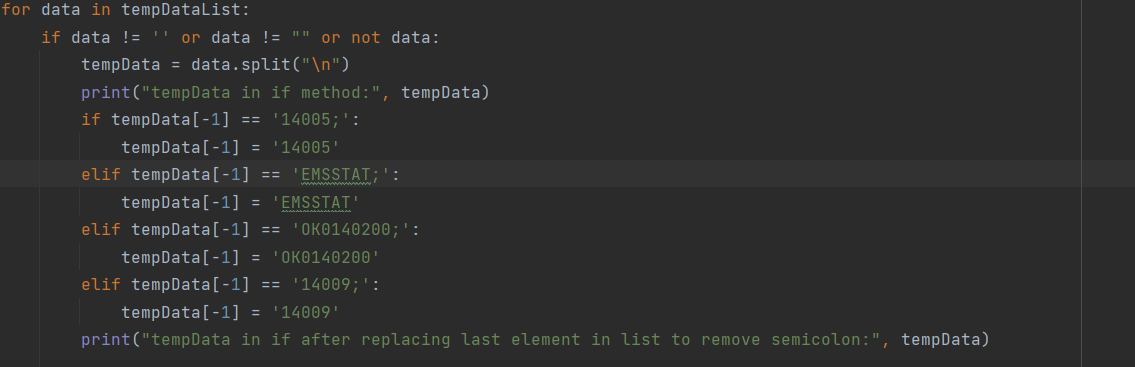 for data in tempDataList:
    if data != '' or data != "" or not data:
        tempData = data.split("\n")
        print("tempData in if method:", tempData)
        if tempData[-1] == '14005;':
            tempData[-1] = '14005'
        elif tempData[-1] == 'EMSSTAT;':
            tempData[-1] = 'EMSSTAT'
        elif tempData[-1] == 'OK0140200;':
            tempData[-1] = 'OK0140200'
        elif tempData[-1] == '14009;':
            tempData[-1] = '14009'
        print("tempData in if after replacing last element in list to remove semicolon:", tempData)